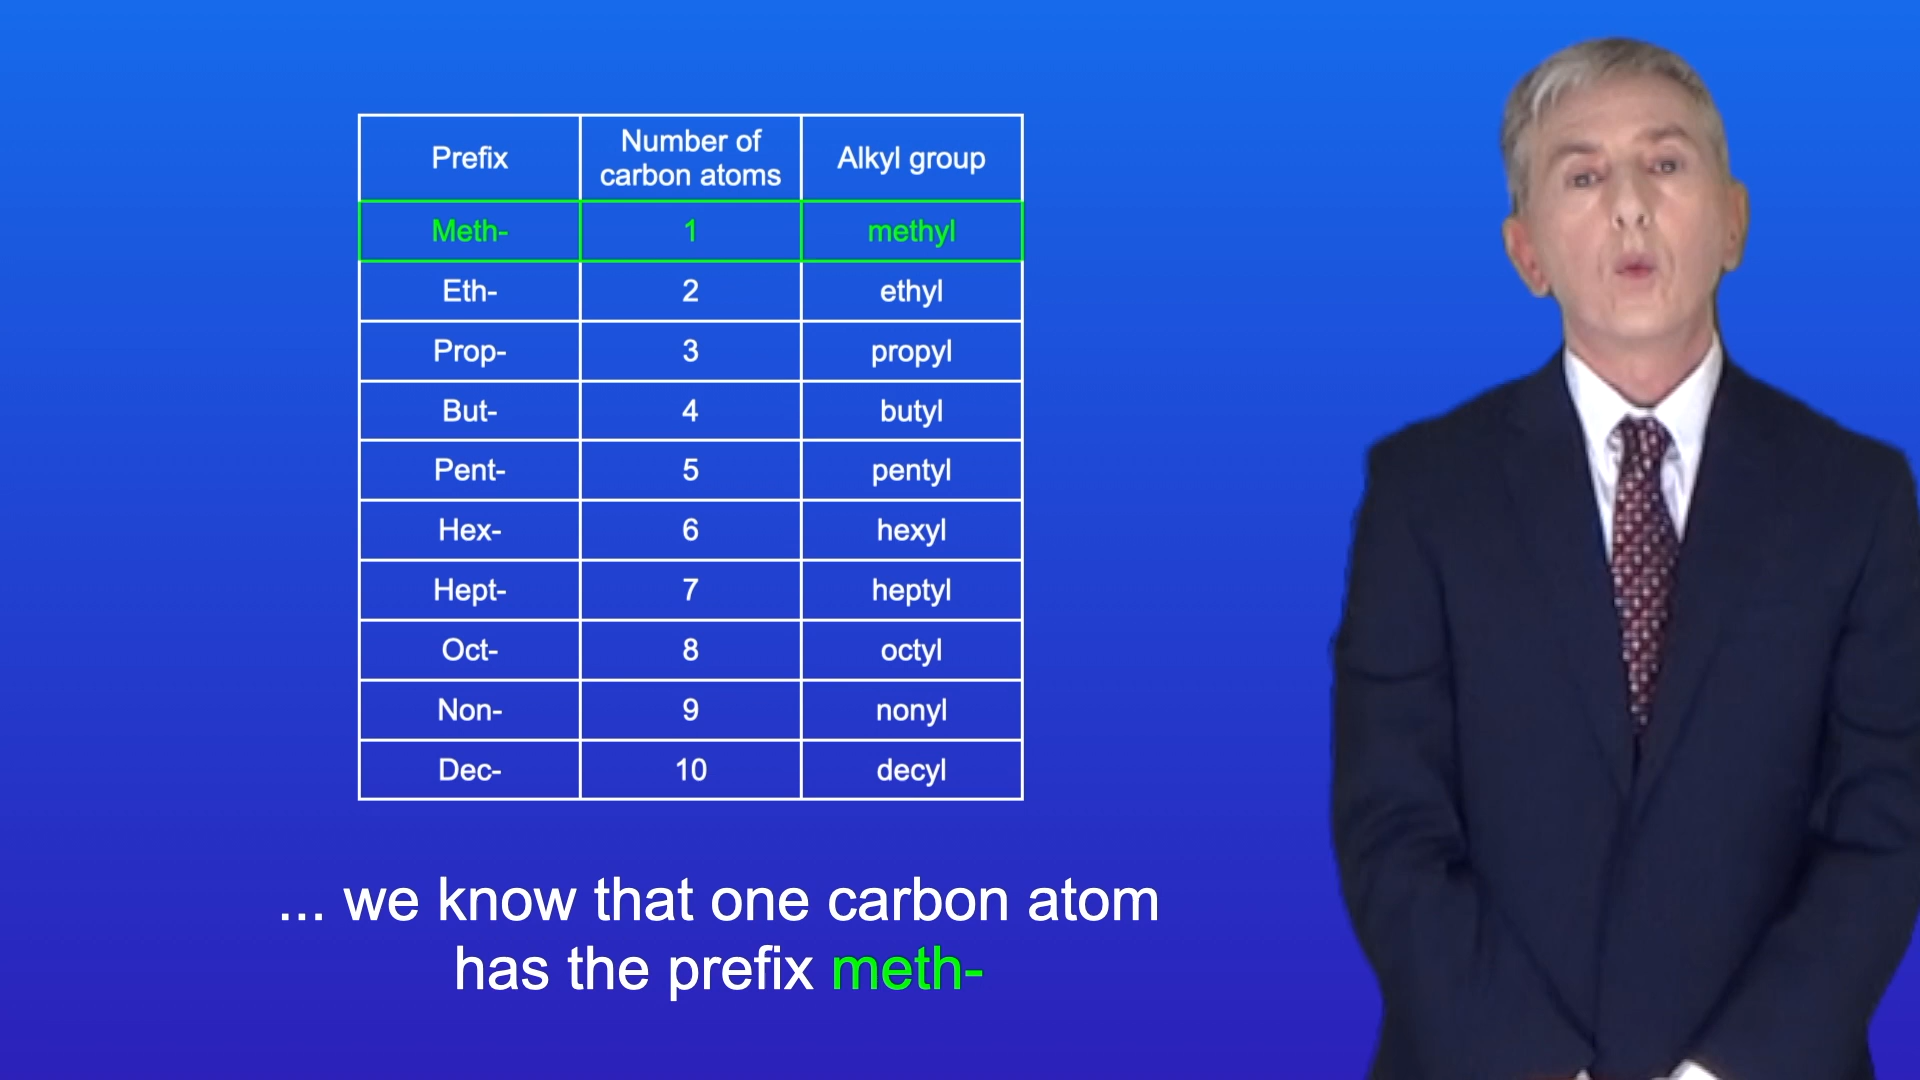 Prefix Number of carbon atoms Alkyl group
Meth- 1 methyl
Eth- 2 ethyl
Prop- 3 propyl
But- 4 butyl
Pent- 5 pentyl
Hex- 6 hexyl
Hept- 7 heptyl
Oct- 8 octyl
Non- 9 nonyl
Dec- 10 decyl
... we know that one carbon atom
has the prefix meth-